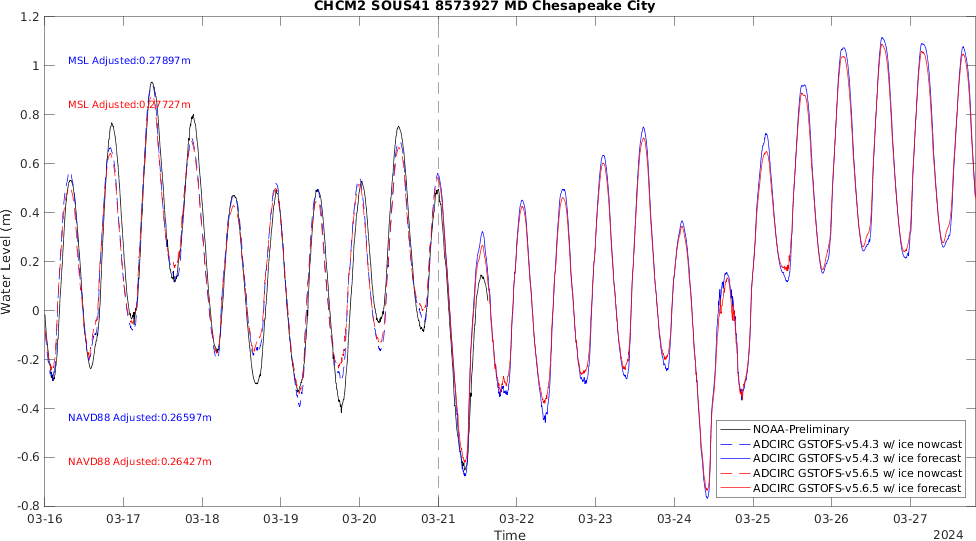 CHCM2 SOUS41 8573927 MD Chesapeake City
1.2
1
0.8
0.6
0.4
0.2
0
-0.2
-0.4
-0.6
-0.8
Water Level (m)
MSL Adjusted:0.27897m
MSL Adjusted:0.27727m
NAVD88 Adjusted:0.26597m
NAVD88 Adjusted:0.26427m
NOAA-Preliminary
ADCIRC GSTOFS-v5.4.3 w/ ice nowcast
ADCIRC GSTOFS-v5.4.3 w/ ice forecast
ADCIRC GSTOFS-v5.6.5 w/ ice nowcast
ADCIRC GSTOFS-v5.6.5 w/ ice forecast
03-16 03-17 03-18 03-19 03-20 03-21 03-22 03-23 03-24 03-25 03-26 03-27
Time
2024